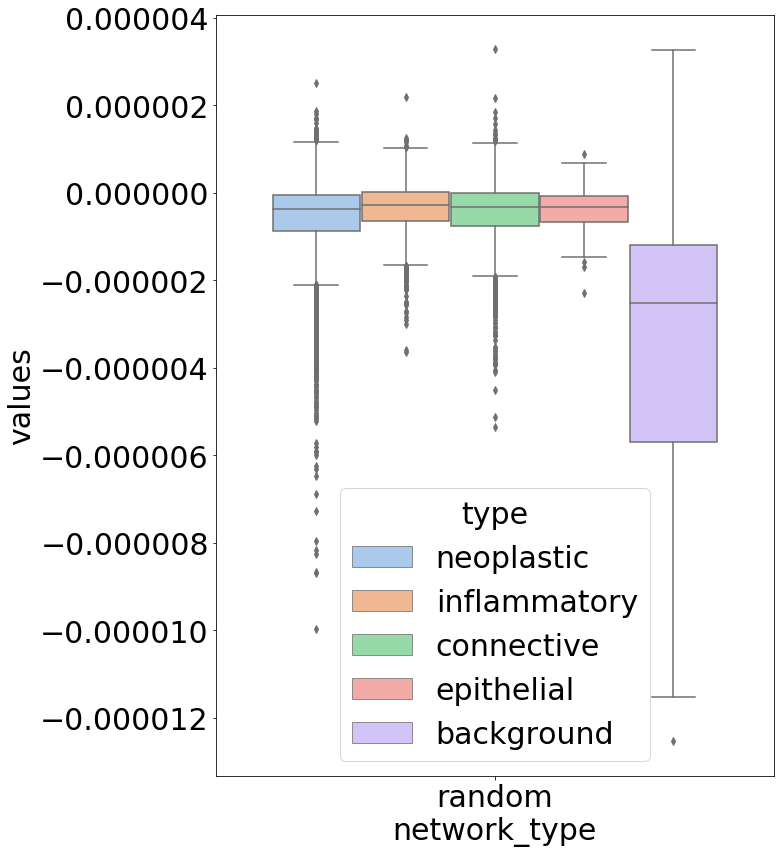 0.000004
0.000002
0.000000
−0.000002
−0.000004
−0.000006
−0.000008
−0.000010
−0.000012
values
type
neoplastic
inflammatory
connective
epithelial
background
random
network_type